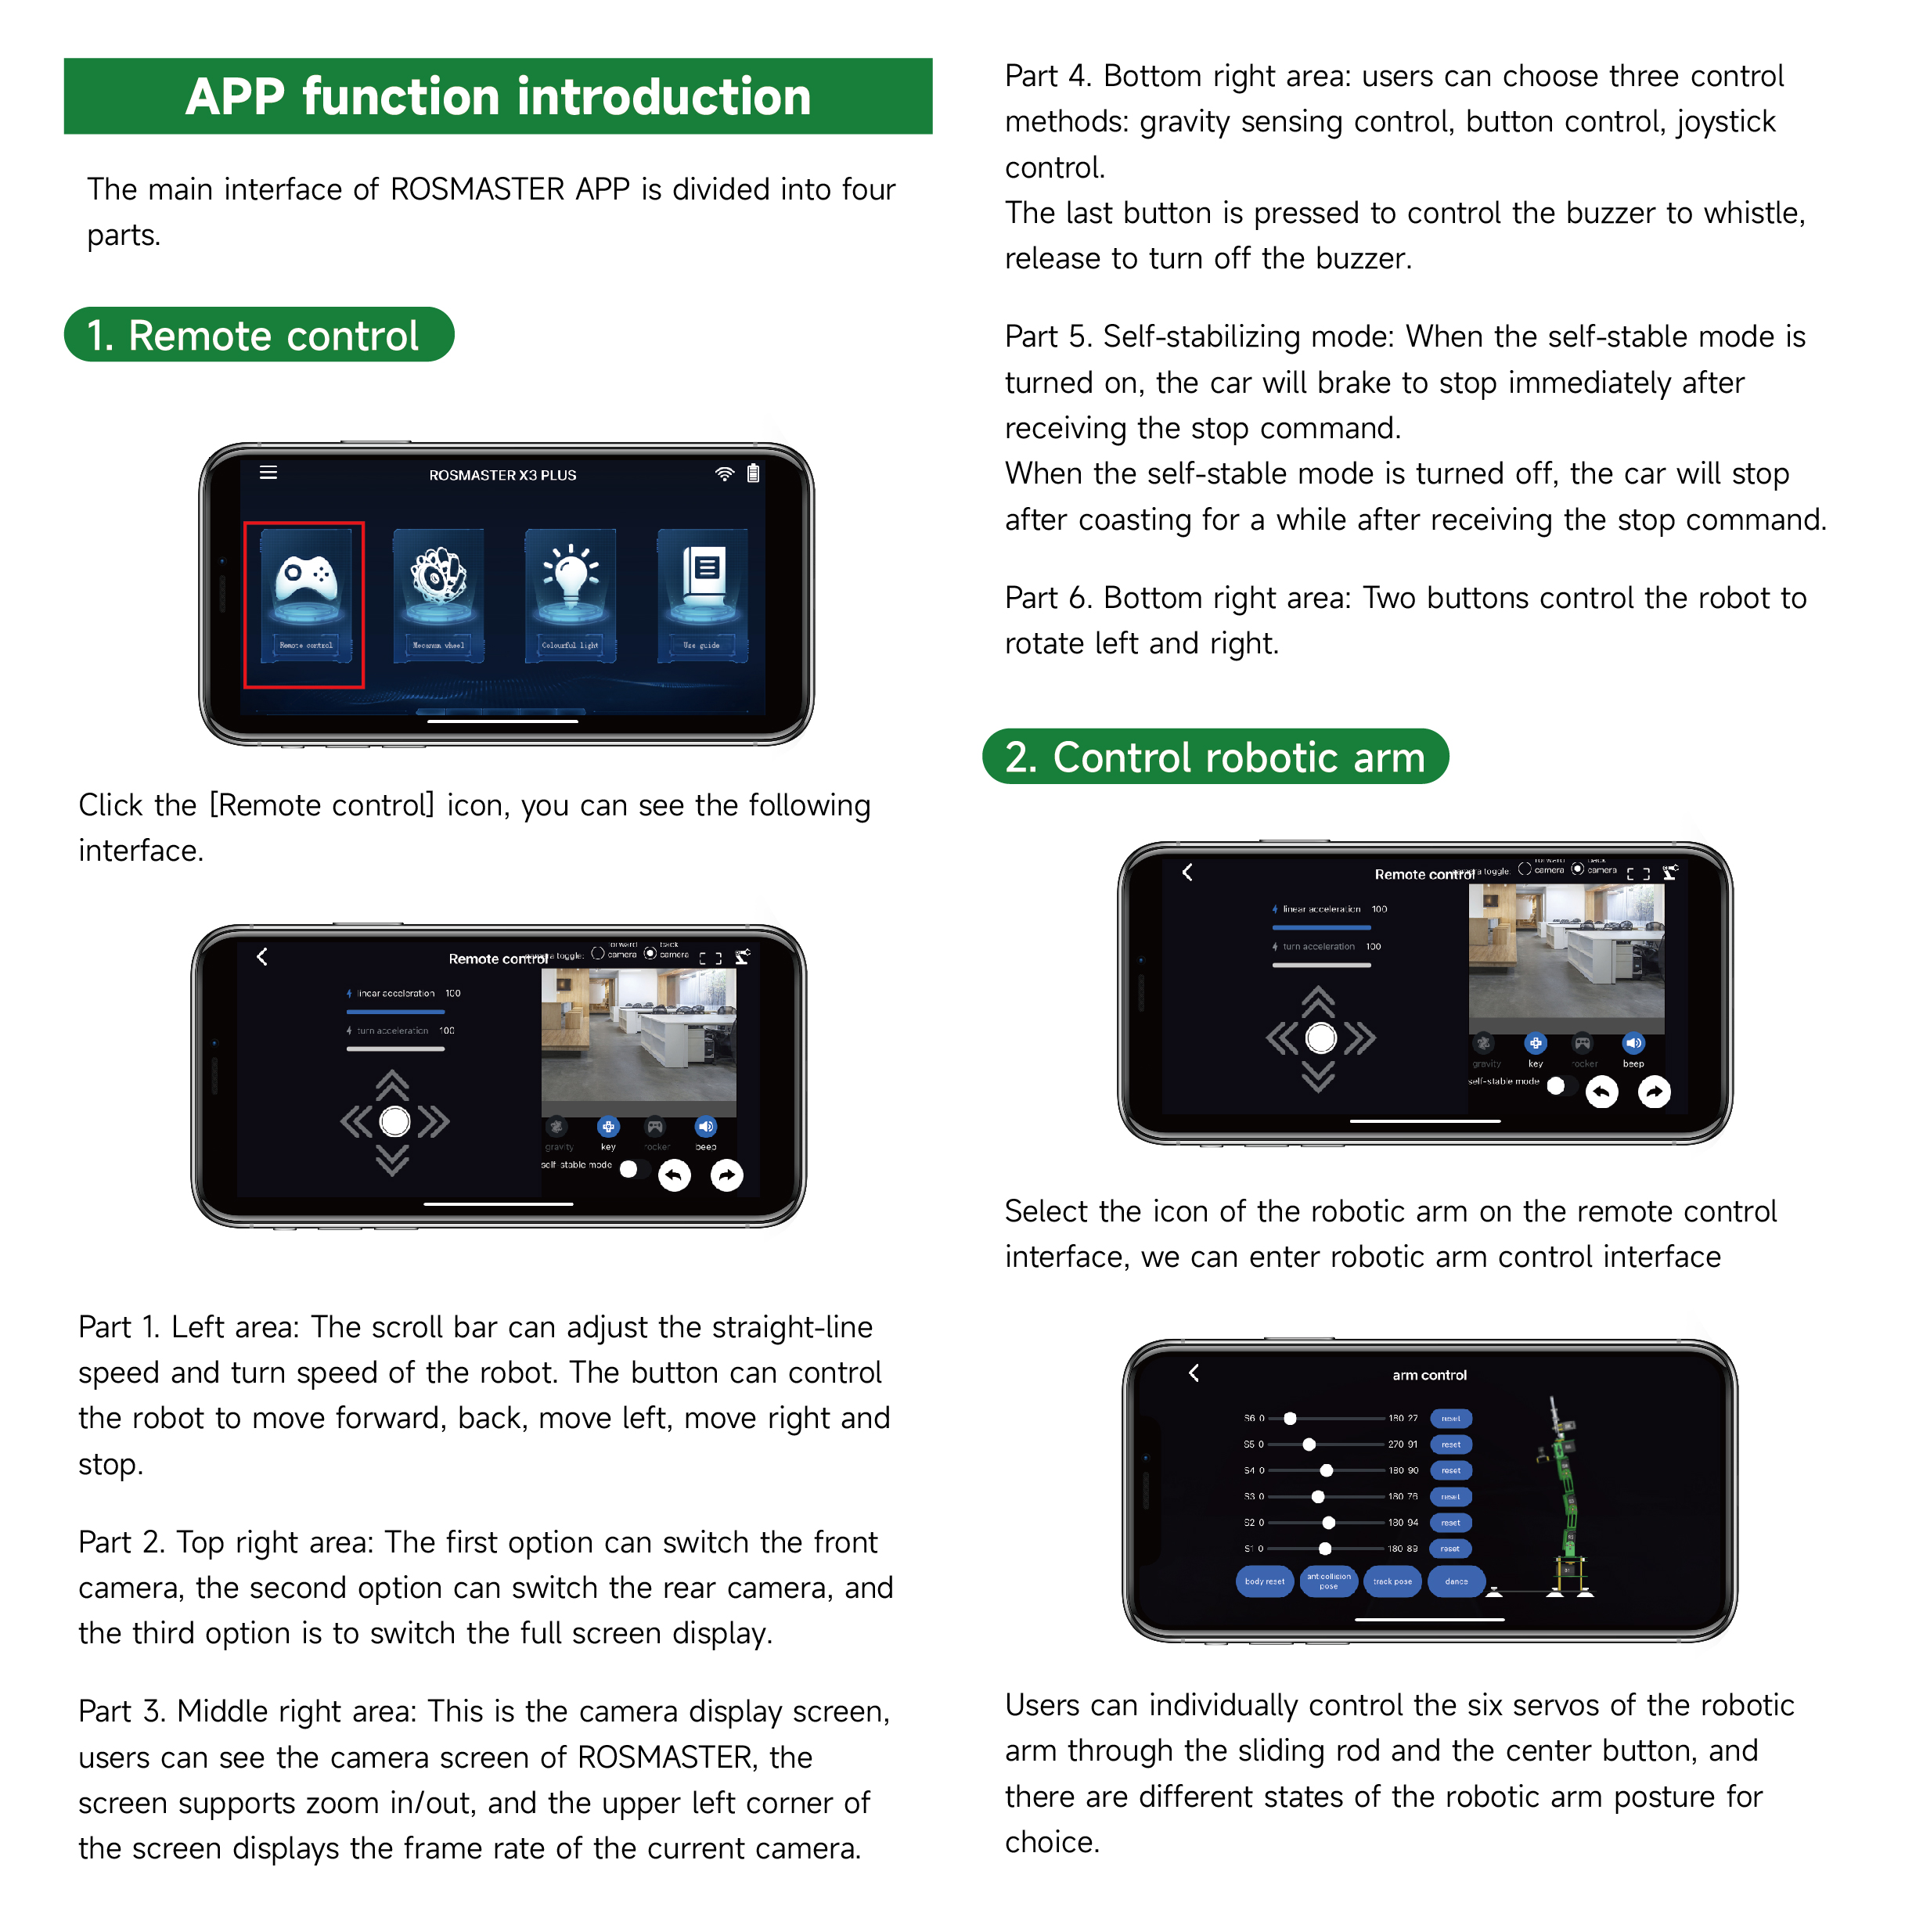 APP function introduction
The main interface of ROSMASTER APP is divided into four
parts.
1. Remote control
ROSMASTER X3 PLUS
Remote control
Mecanum wheel
Colourful light
Use guide
Click the [Remote control] icon, you can see the following
interface.
Remote control
toggle:
forward
camera
back
camera
linear acceleration 100
turn acceleration 100
gravity
key
rocker
beep
self-stable mode
Part 1. Left area: The scroll bar can adjust the straight-line
speed and turn speed of the robot. The button can control
the robot to move forward, back, move left, move right and
stop.
Part 2. Top right area: The first option can switch the front
camera, the second option can switch the rear camera, and
the third option is to switch the full screen display.
Part 3. Middle right area: This is the camera display screen,
users can see the camera screen of ROSMASTER, the
screen supports zoom in/out, and the upper left corner of
the screen displays the frame rate of the current camera.
Part 4. Bottom right area: users can choose three control
methods: gravity sensing control, button control, joystick
control.
The last button is pressed to control the buzzer to whistle,
release to turn off the buzzer.
Part 5. Self-stabilizing mode: When the self-stable mode is
turned on, the car will brake to stop immediately after
receiving the stop command.
When the self-stable mode is turned off, the car will stop
after coasting for a while after receiving the stop command.
Part 6. Bottom right area: Two buttons control the robot to
rotate left and right.
2. Control robotic arm
Remote control
toggle:
forward
camera
back
camera
linear acceleration 100
turn acceleration 100
gravity
key
rocker
beep
self-stable mode
Select the icon of the robotic arm on the remote control
interface, we can enter robotic arm control interface
arm control
S6 0 180 27 reset
S5 0 270 91 reset
S4 0 180 90 reset
S3 0 180 76 reset
S2 0 180 94 reset
S1 0 180 89 reset
body reset
anti-collision
pose
track pose
dance
Users can individually control the six servos of the robotic
arm through the sliding rod and the center button, and
there are different states of the robotic arm posture for
choice.